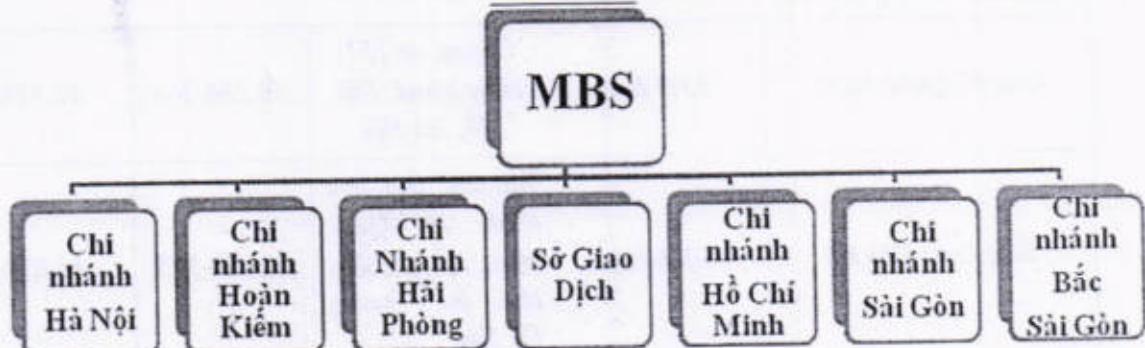 MBS
Chi
nhánh
Hà Nội
Chi
nhánh
Hoàn
Kiếm
Chi
Nhánh
Hải
Phòng
Sở Giao
Dịch
Chi
nhánh
Hồ Chí
Minh
Chi
nhánh
Sài Gòn
Chi
nhánh
Bắc
Sài Gòn